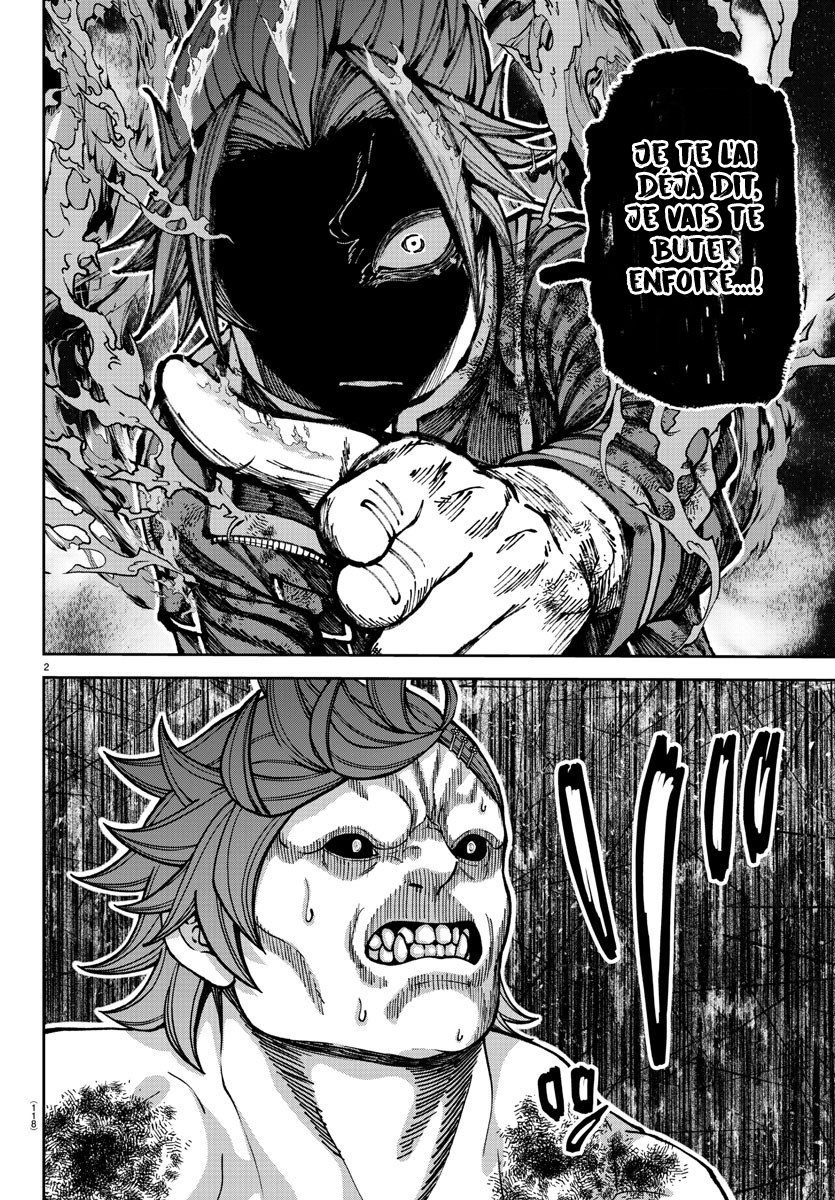 JE TE L'AI
DÉJÀ DIT,
JE VAIS TE
BUTER
ENFOIRÉ...!
2
(118)